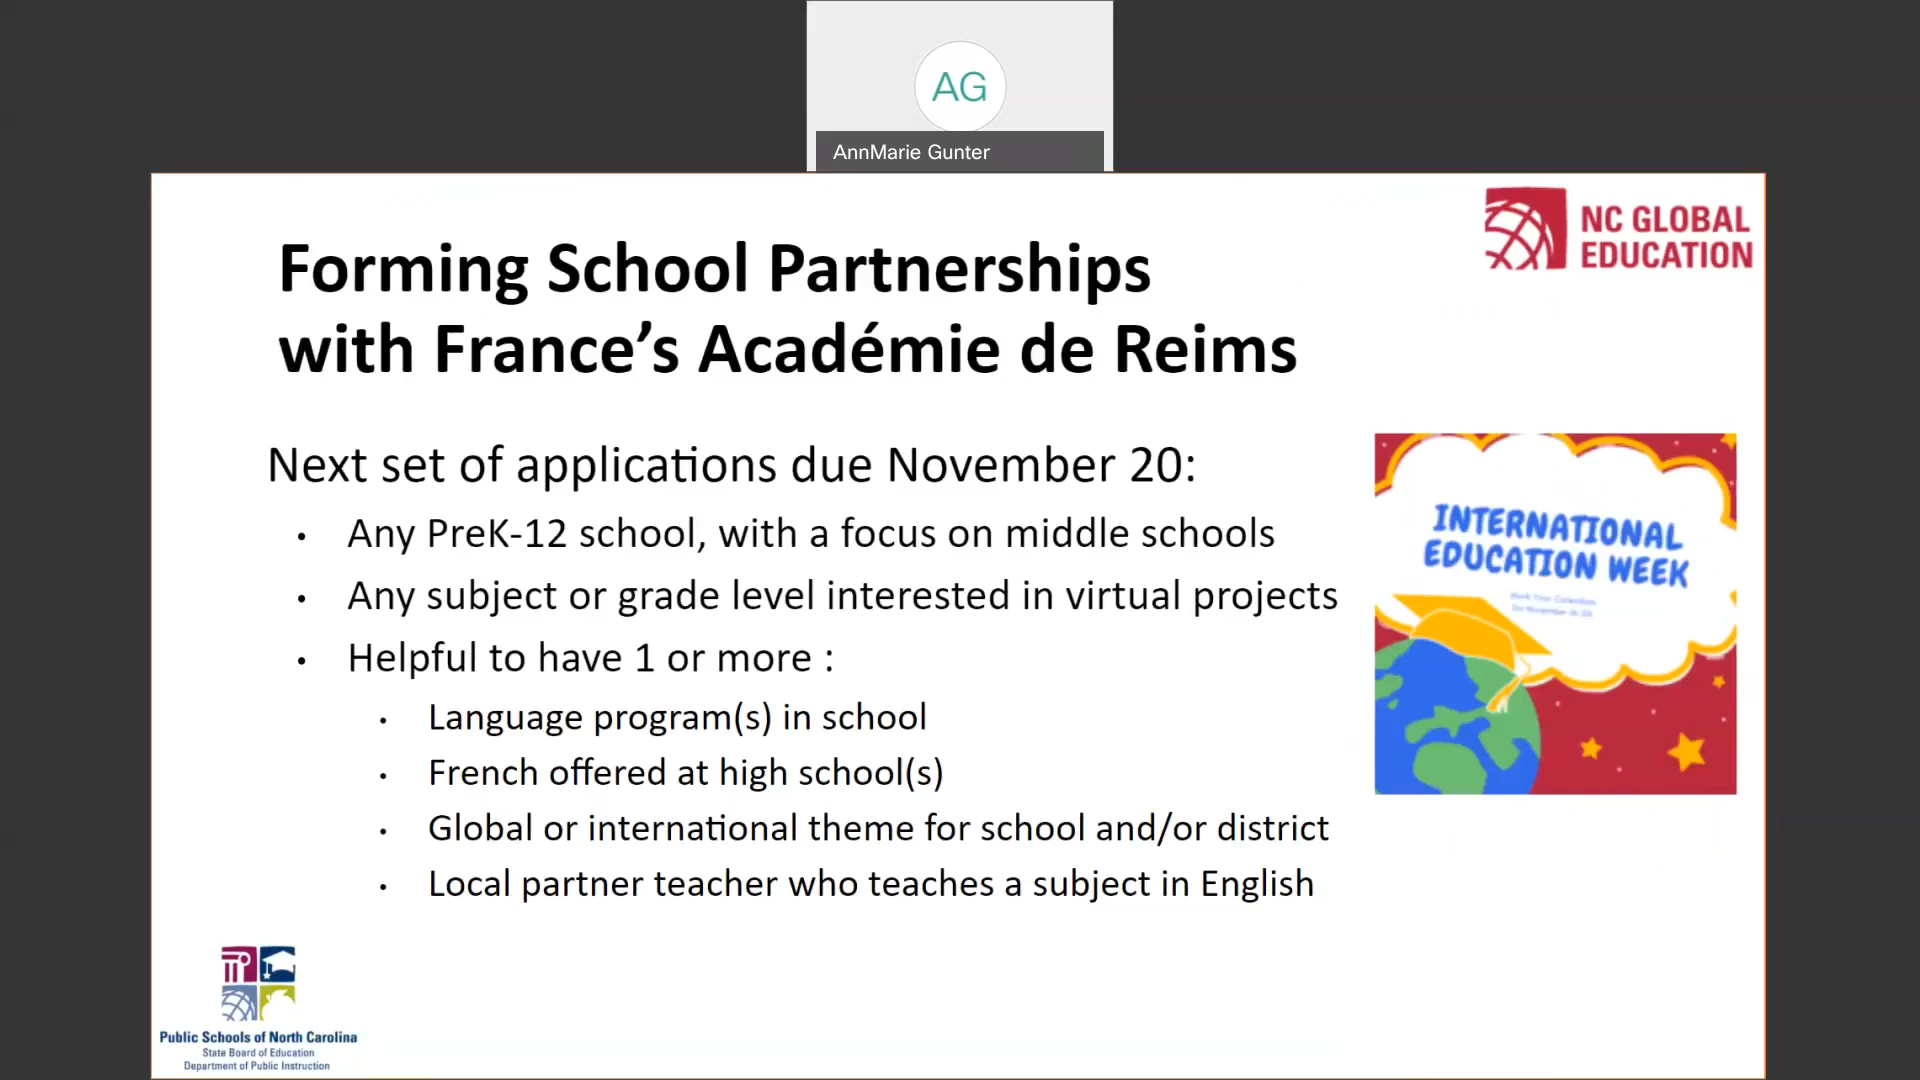 AG
AnnMarie Gunter
NC GLOBAL
EDUCATION
Forming School Partnerships
with France’s Académie de Reims
Next set of applications due November 20:
• Any PreK-12 school, with a focus on middle schools
• Any subject or grade level interested in virtual projects
• Helpful to have 1 or more :
• Language program(s) in school
• French offered at high school(s)
• Global or international theme for school and/or district
• Local partner teacher who teaches a subject in English
INTERNATIONAL
EDUCATION WEEK
Public Schools of North Carolina
State Board of Education
Department of Public Instruction